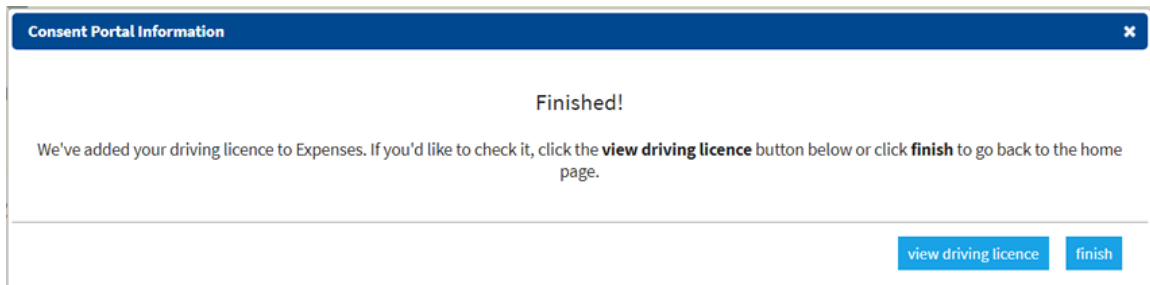 Consent Portal Information
Finished!
We've added your driving licence to Expenses. If you'd like to check it, click the view driving licence button below or click finish to go back to the home
page.
view driving licence finish